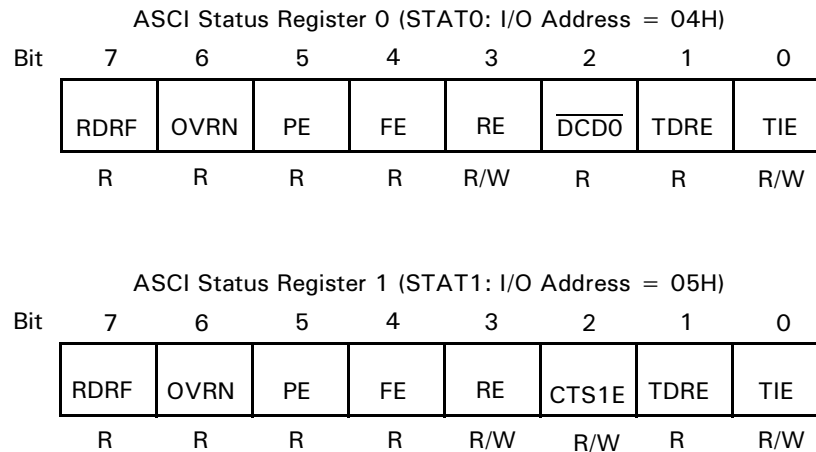 ASCI Status Register 0 (STAT0: I/O Address = 04H)
Bit 7 6 5 4 3 2 1 0
RDRF OVRN PE FE RE D̅C̅D̅0̅ TDRE TIE
R R R R R/W R R R/W
ASCI Status Register 1 (STAT1: I/O Address = 05H)
Bit 7 6 5 4 3 2 1 0
RDRF OVRN PE FE RE CTS1E TDRE TIE
R R R R R/W R/W R R/W